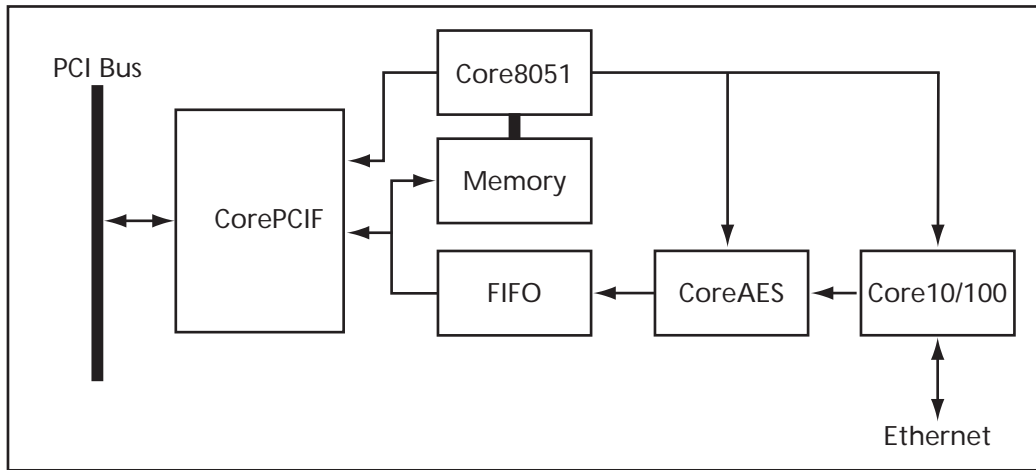 PCI Bus
Core8051
CorePCIF
Memory
FIFO
CoreAES
Core10/100
Ethernet